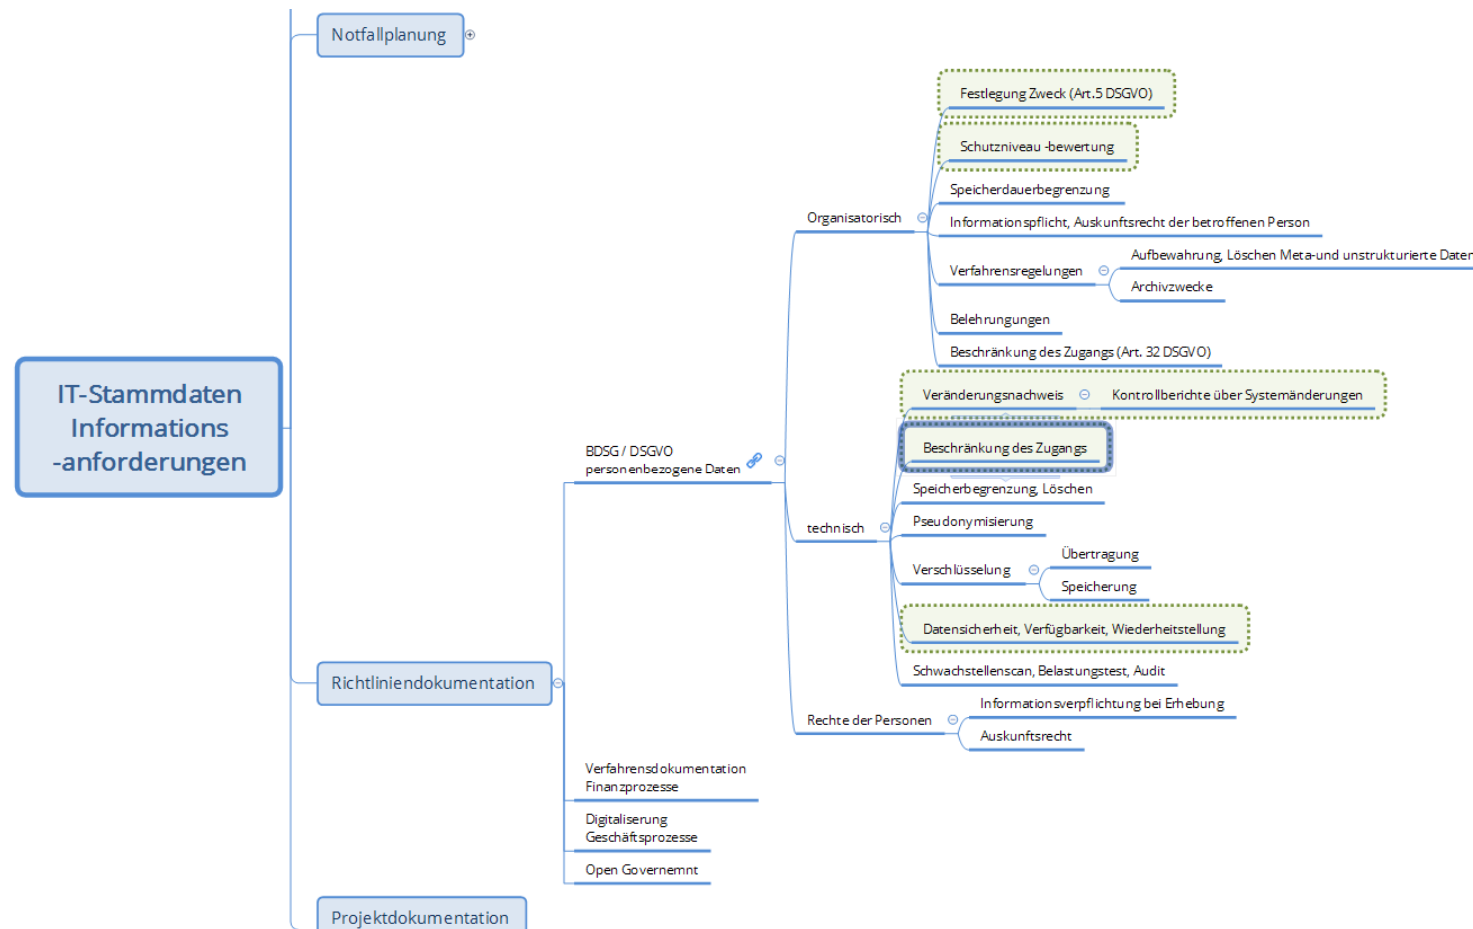 Notfallplanung
Festlegung Zweck (Art.5 DSGVO)
Schutzniveau -bewertung
Speicherdauerbegrenzung
Organisatorisch
Informationspflicht, Auskunftsrecht der betroffenen Person
Aufbewahrung, Löschen Meta-und unstrukturierte Daten
Verfahrensregelungen
Archivzwecke
Belehrungungen
Beschränkung des Zugangs (Art. 32 DSGVO)
IT-Stammdaten
Informations
-anforderungen
Veränderungsnachweis
Kontrollberichte über Systemänderungen
Beschränkung des Zugangs
BDSG / DSGVO
personenbezogene Daten
Speicherbegrenzung, Löschen
Pseudonymisierung
technisch
Übertragung
Verschlüsselung
Speicherung
Datensicherheit, Verfügbarkeit, Wiederheitstellung
Schwachstellenscan, Belastungstest, Audit
Richtliniendokumentation
Informationsverpflichtung bei Erhebung
Rechte der Personen
Auskunftsrecht
Verfahrensdokumentation
Finanzprozesse
Digitaliserung
Geschäftsprozesse
Open Governemnt
Projektdokumentation